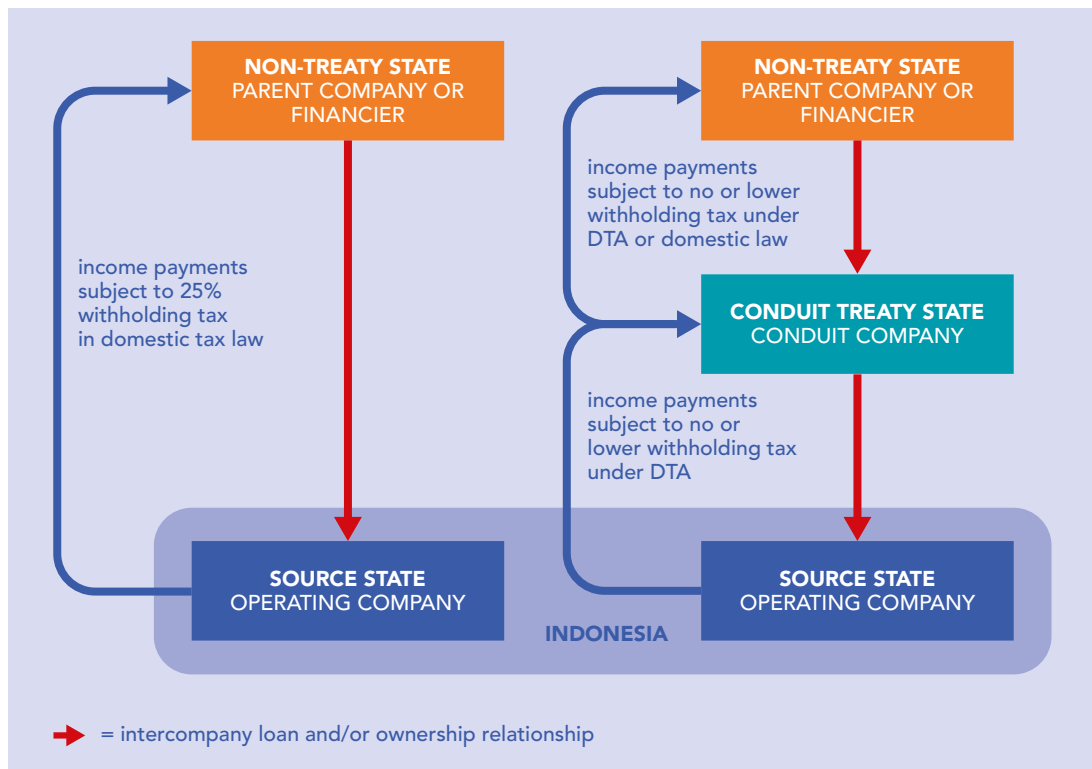 NON-TREATY STATE
PARENT COMPANY OR
FINANCIER
income payments
subject to 25%
withholding tax
in domestic tax law
SOURCE STATE
OPERATING COMPANY
NON-TREATY STATE
PARENT COMPANY OR
FINANCIER
income payments
subject to no or lower
withholding tax under
DTA or domestic law
CONDUIT TREATY STATE
CONDUIT COMPANY
income payments
subject to no or
lower withholding tax
under DTA
SOURCE STATE
OPERATING COMPANY
INDONESIA
= intercompany loan and/or ownership relationship